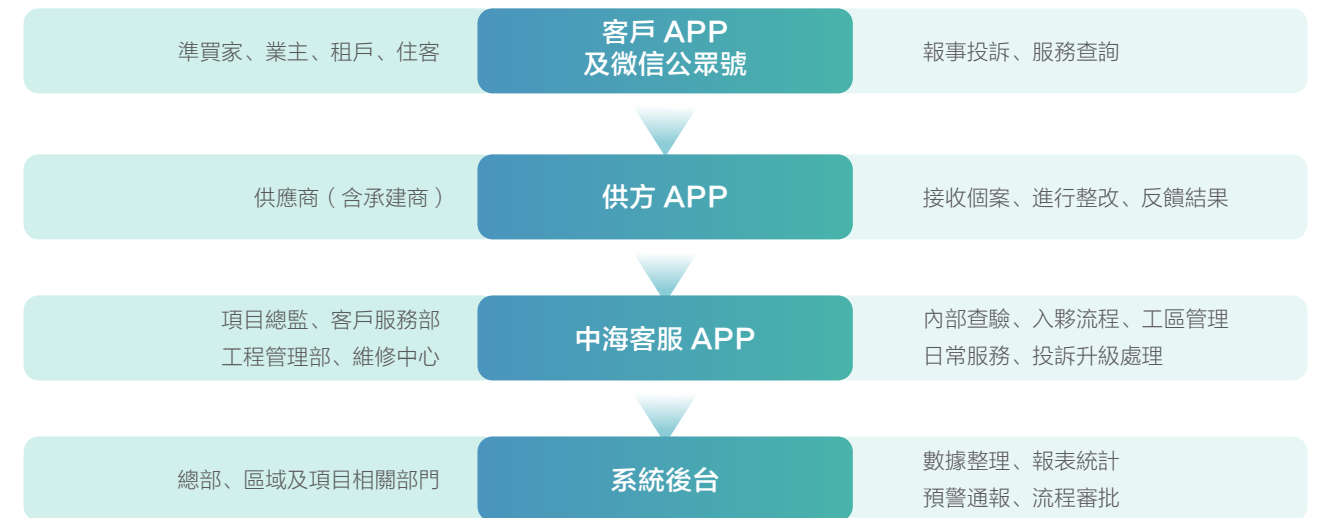 準買家、業主、租戶、住客
客戶 APP
及微信公眾號
報事投訴、服務查詢
供應商（含承建商）
供方 APP
接收個案、進行整改、反饋結果
項目總監、客戶服務部
工程管理部、維修中心
中海客服 APP
內部查驗、入夥流程、工區管理
日常服務、投訴升級處理
總部、區域及項目相關部門
系統後台
數據整理、報表統計
預警通報、流程審批